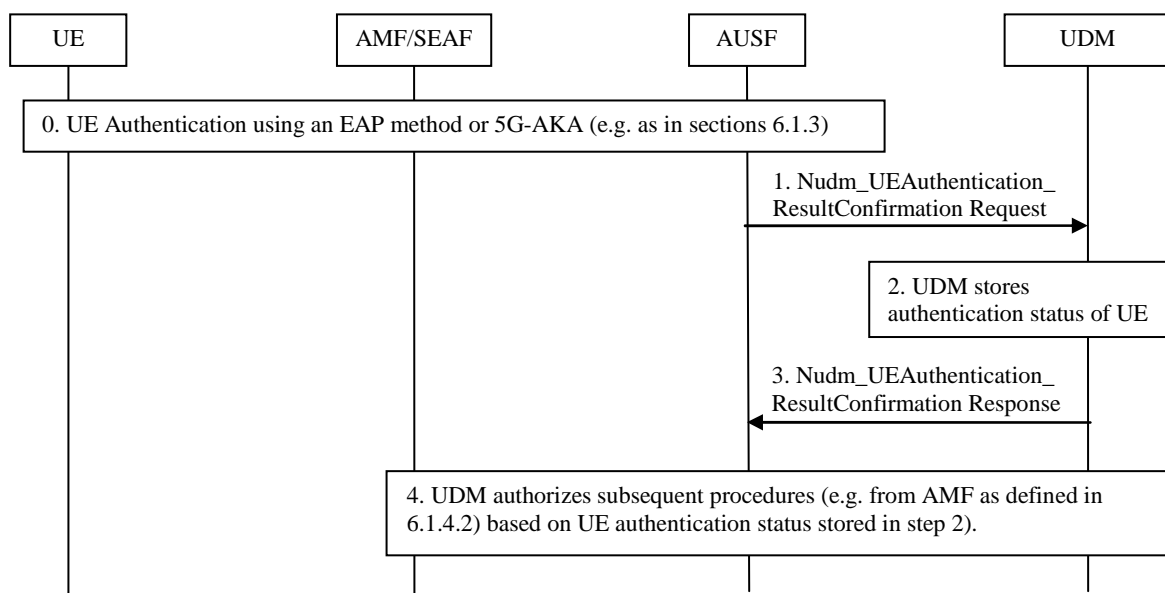 UE
AMF/SEAF
AUSF
UDM
0. UE Authentication using an EAP method or 5G-AKA (e.g. as in sections 6.1.3)
1. Nudm_UEAuthentication_
ResultConfirmation Request
2. UDM stores
authentication status of UE
3. Nudm_UEAuthentication_
ResultConfirmation Response
4. UDM authorizes subsequent procedures (e.g. from AMF as defined in
6.1.4.2) based on UE authentication status stored in step 2).